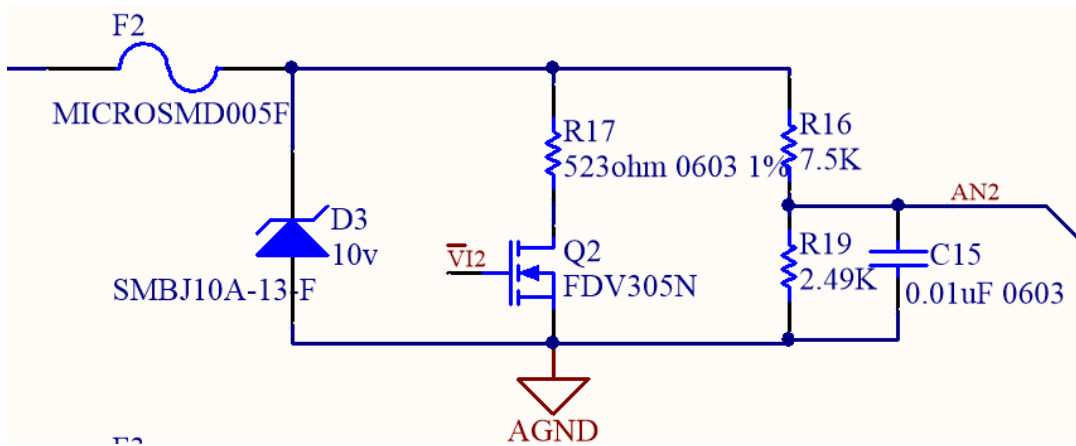 F2
MICROSMD005F
R17
523ohm 0603 1%
R16
7.5K
AN2
D3
10v
SMBJ10A-13-F
VI2
Q2
FDV305N
R19
2.49K
C15
0.01uF 0603
AGND